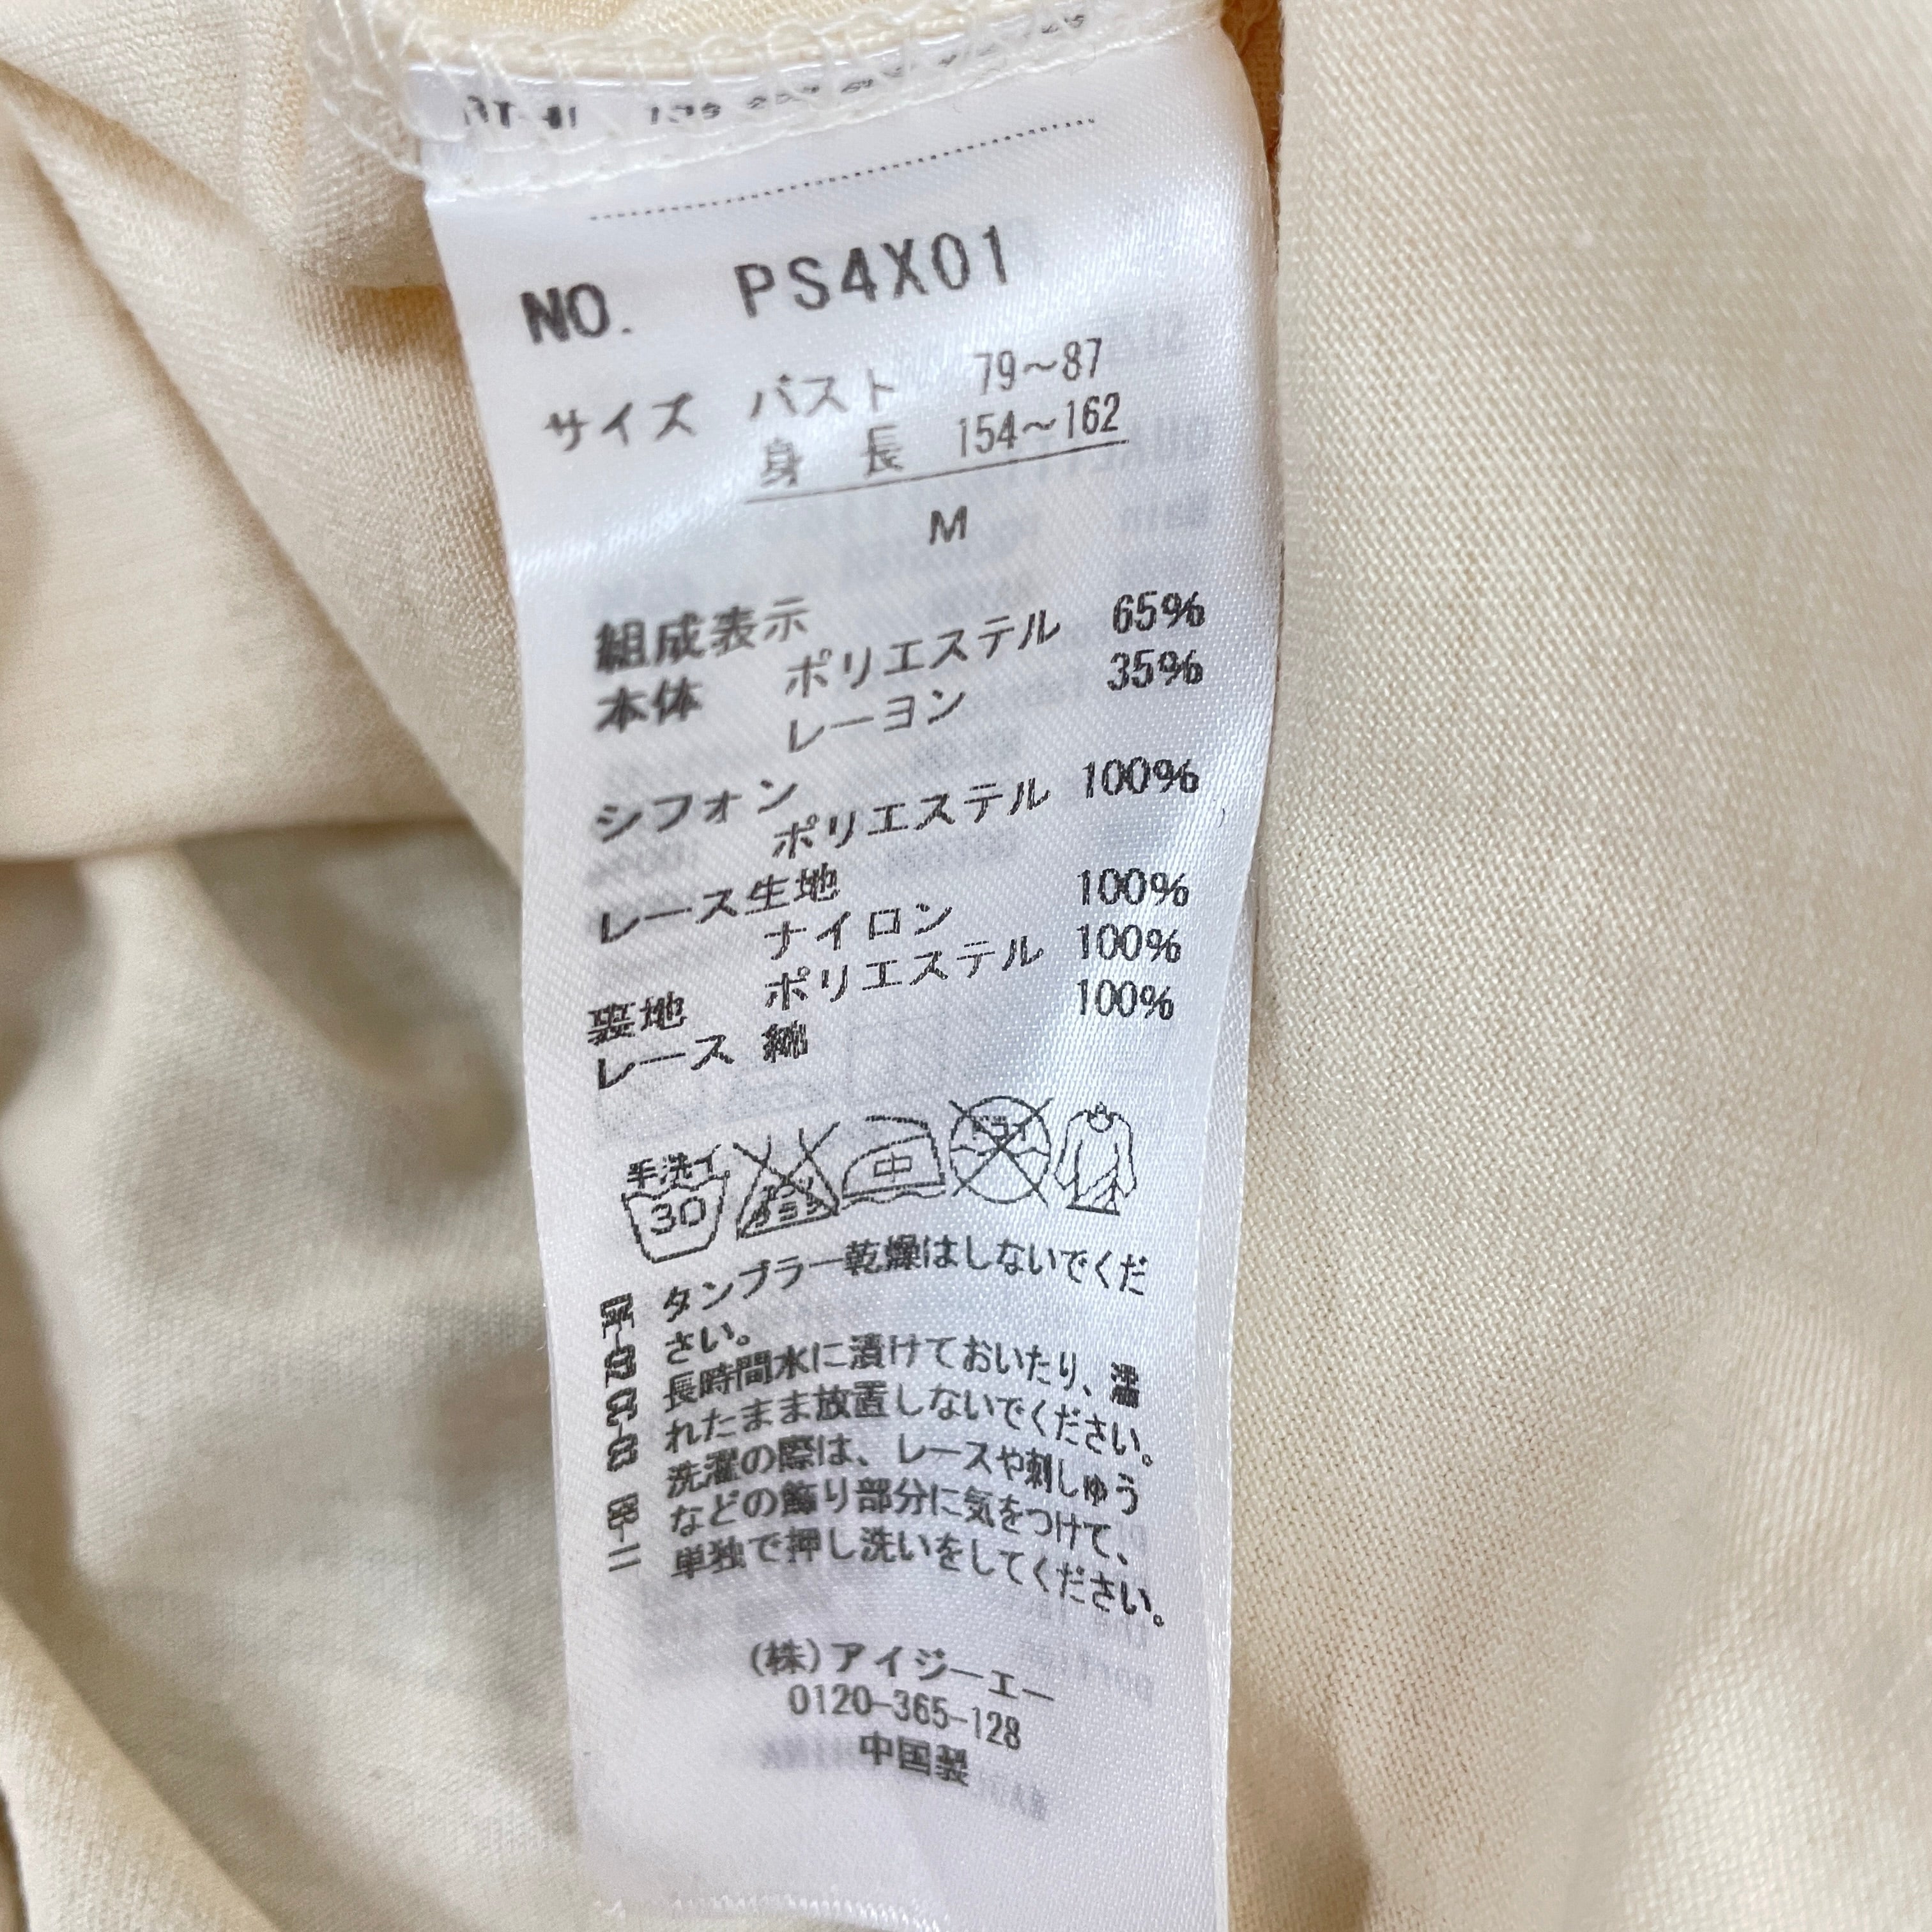 NO. PS4X01
サイズ バスト 79～87
身 長 154～162
M
組成表示
本体 ポリエステル 65%
レーヨン 35%
シフォン
ポリエステル 100%
レース生地
ナイロン 100%
裏地 ポリエステル 100%
レース 綿 100%
手洗イ
30
エンソサラシ
中
ドライ
タンブラー乾燥はしないでくだ
さい。
長時間水に漬けておいたり、濡
れたまま放置しないでください。
洗濯の際は、レースや刺しゅう
などの飾り部分に気をつけて、
単独で押し洗いをしてください。
(株)アイジーエー
0120-365-128
中国製